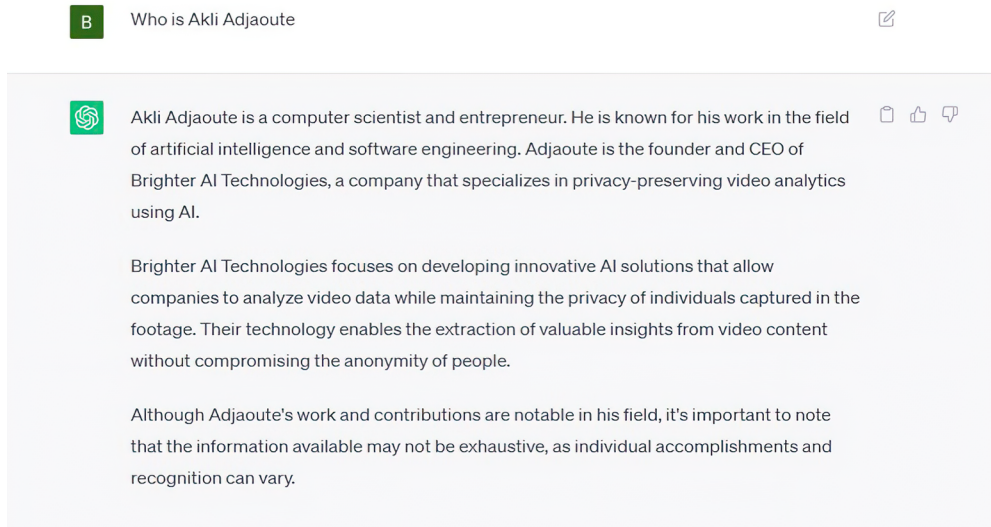 B
Who is Akli Adjaoute
Akli Adjaoute is a computer scientist and entrepreneur. He is known for his work in the field
of artificial intelligence and software engineering. Adjaoute is the founder and CEO of
Brighter AI Technologies, a company that specializes in privacy-preserving video analytics
using AI.
Brighter AI Technologies focuses on developing innovative AI solutions that allow
companies to analyze video data while maintaining the privacy of individuals captured in the
footage. Their technology enables the extraction of valuable insights from video content
without compromising the anonymity of people.
Although Adjaoute's work and contributions are notable in his field, it's important to note
that the information available may not be exhaustive, as individual accomplishments and
recognition can vary.